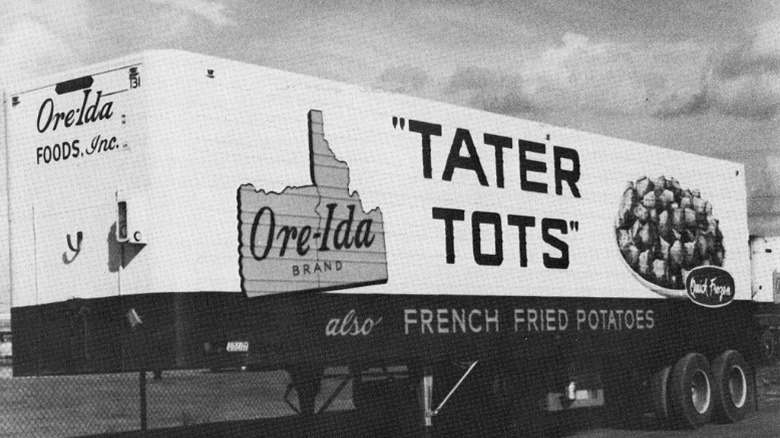 131
Ore-Ida
FOODS, Inc.
"TATER
TOTS"
Ore-Ida
BRAND
Quick Frozen
also FRENCH FRIED POTATOES